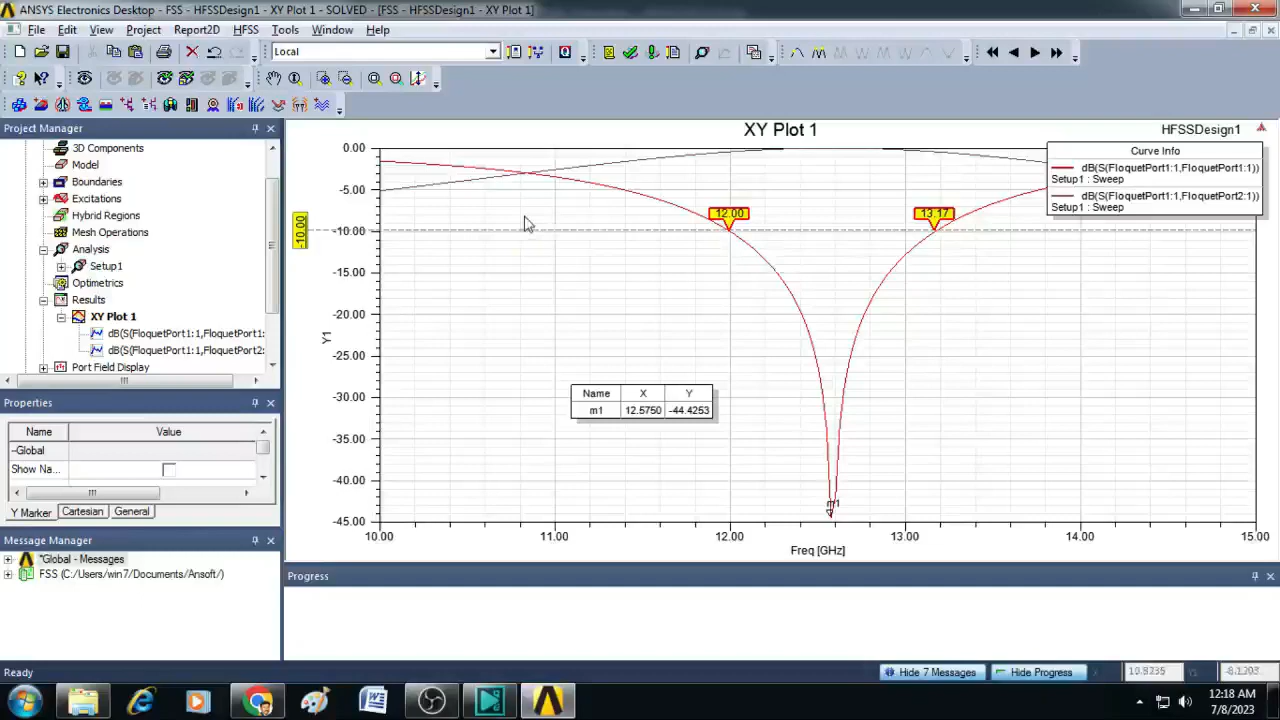 ANSYS Electronics Desktop - FSS - HFSSDesign1 - XY Plot 1 - SOLVED - [FSS - HFSSDesign1 - XY Plot 1]
File Edit View Project Report2D HFSS Tools Window Help
Local
Project Manager
3D Components
Model
Boundaries
Excitations
Hybrid Regions
Mesh Operations
Analysis
Setup1
Optimetrics
Results
XY Plot 1
dB(S(FloquetPort1:1,FloquetPort1:
dB(S(FloquetPort1:1,FloquetPort2:
Port Field Display
Properties
Name Value
-Global
Show Na...
Y Marker Cartesian General
Message Manager
*Global - Messages
FSS (C:/Users/win7/Documents/Ansoft/)
XY Plot 1
HFSSDesign1
Curve Info
dB(S(FloquetPort1:1,FloquetPort1:1))
Setup1 : Sweep
dB(S(FloquetPort1:1,FloquetPort2:1))
Setup1 : Sweep
0.00
-5.00
-10.00
-15.00
-20.00
-25.00
-30.00
-35.00
-40.00
-45.00
-10.00
Y1
12.00
13.17
Name X Y
m1 12.5750 -44.4253
m1
10.00 11.00 12.00 13.00 14.00 15.00
Freq [GHz]
Progress
Ready
Hide 7 Messages
Hide Progress
12:18 AM
7/8/2023